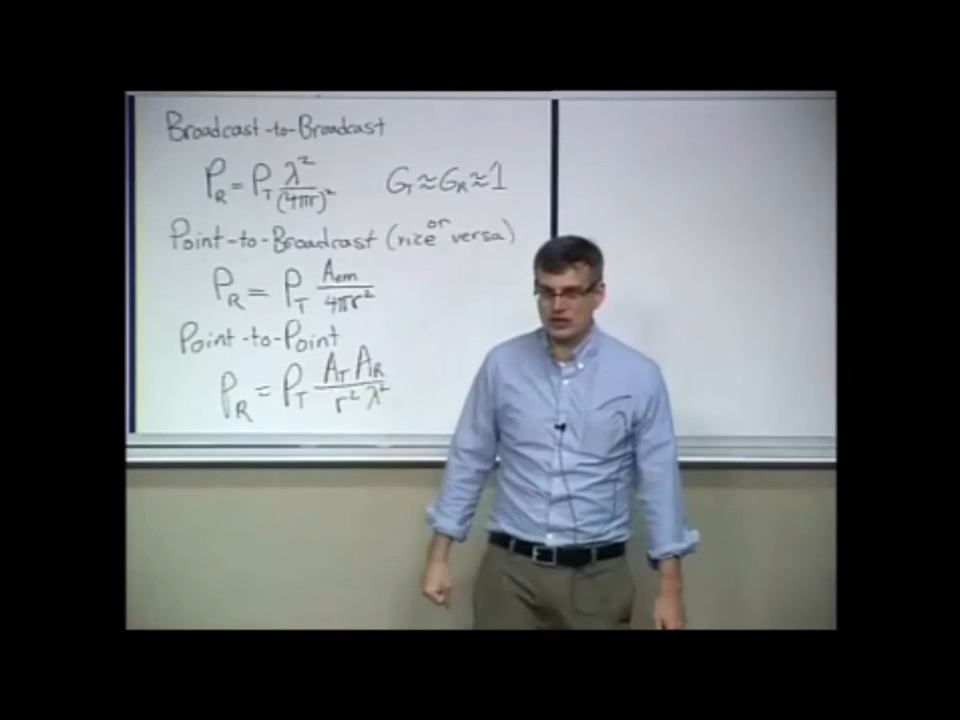 Broadcast-to-Broadcast
P_R = P_T λ²/(4πr)²  G_T≈G_R≈1
Point-to-Broadcast (vice or versa)
P_R = P_T A_em/4πr²
Point-to-Point
P_R = P_T A_T A_R/r²λ²